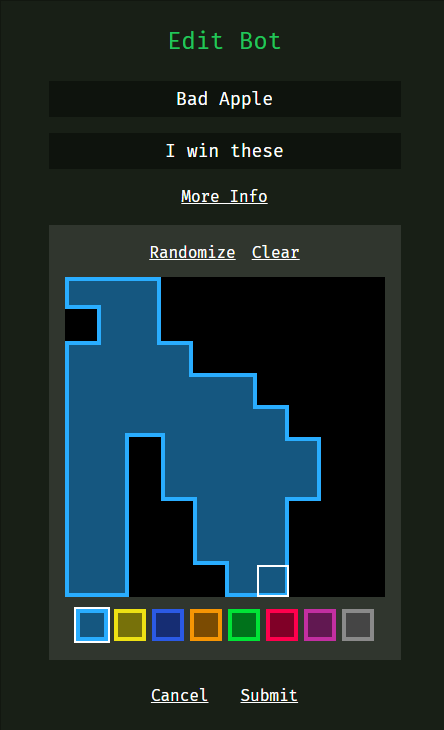 Edit Bot
Bad Apple
I win these
More Info
Randomize Clear
Cancel Submit